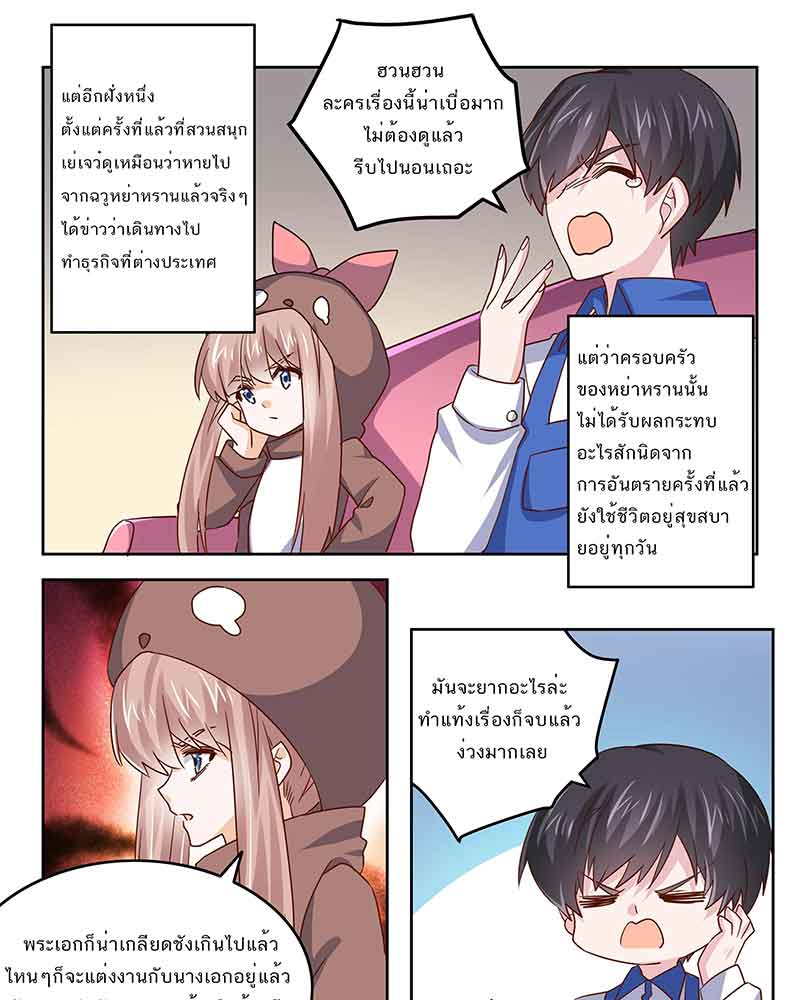 แต่อีกฝั่งหนึ่ง
ตั้งแต่ครั้งที่แล้วที่สวนสนุก
เย่เจว๋ดูเหมือนว่าหายไป
จากฉวูหย่าหรานแล้วจริงๆ
ได้ข่าวว่าเดินทางไป
ทำธุรกิจที่ต่างประเทศ
ฮวนฮวน
ละครเรื่องนี้น่าเบื่อมาก
ไม่ต้องดูแล้ว
รีบไปนอนเถอะ
แต่ว่าครอบครัว
ของหย่าหรานนั้น
ไม่ได้รับผลกระทบ
อะไรสักนิดจาก
การอันตรายครั้งที่แล้ว
ยังใช้ชีวิตอยู่สุขสบา
ยอยู่ทุกวัน
มันจะยากอะไรล่ะ
ทำแท้งเรื่องก็จบแล้ว
ง่วงมากเลย
พระเอกก็น่าเกลียดชังเกินไปแล้ว
ไหนๆก็จะแต่งงานกับนางเอกอยู่แล้ว